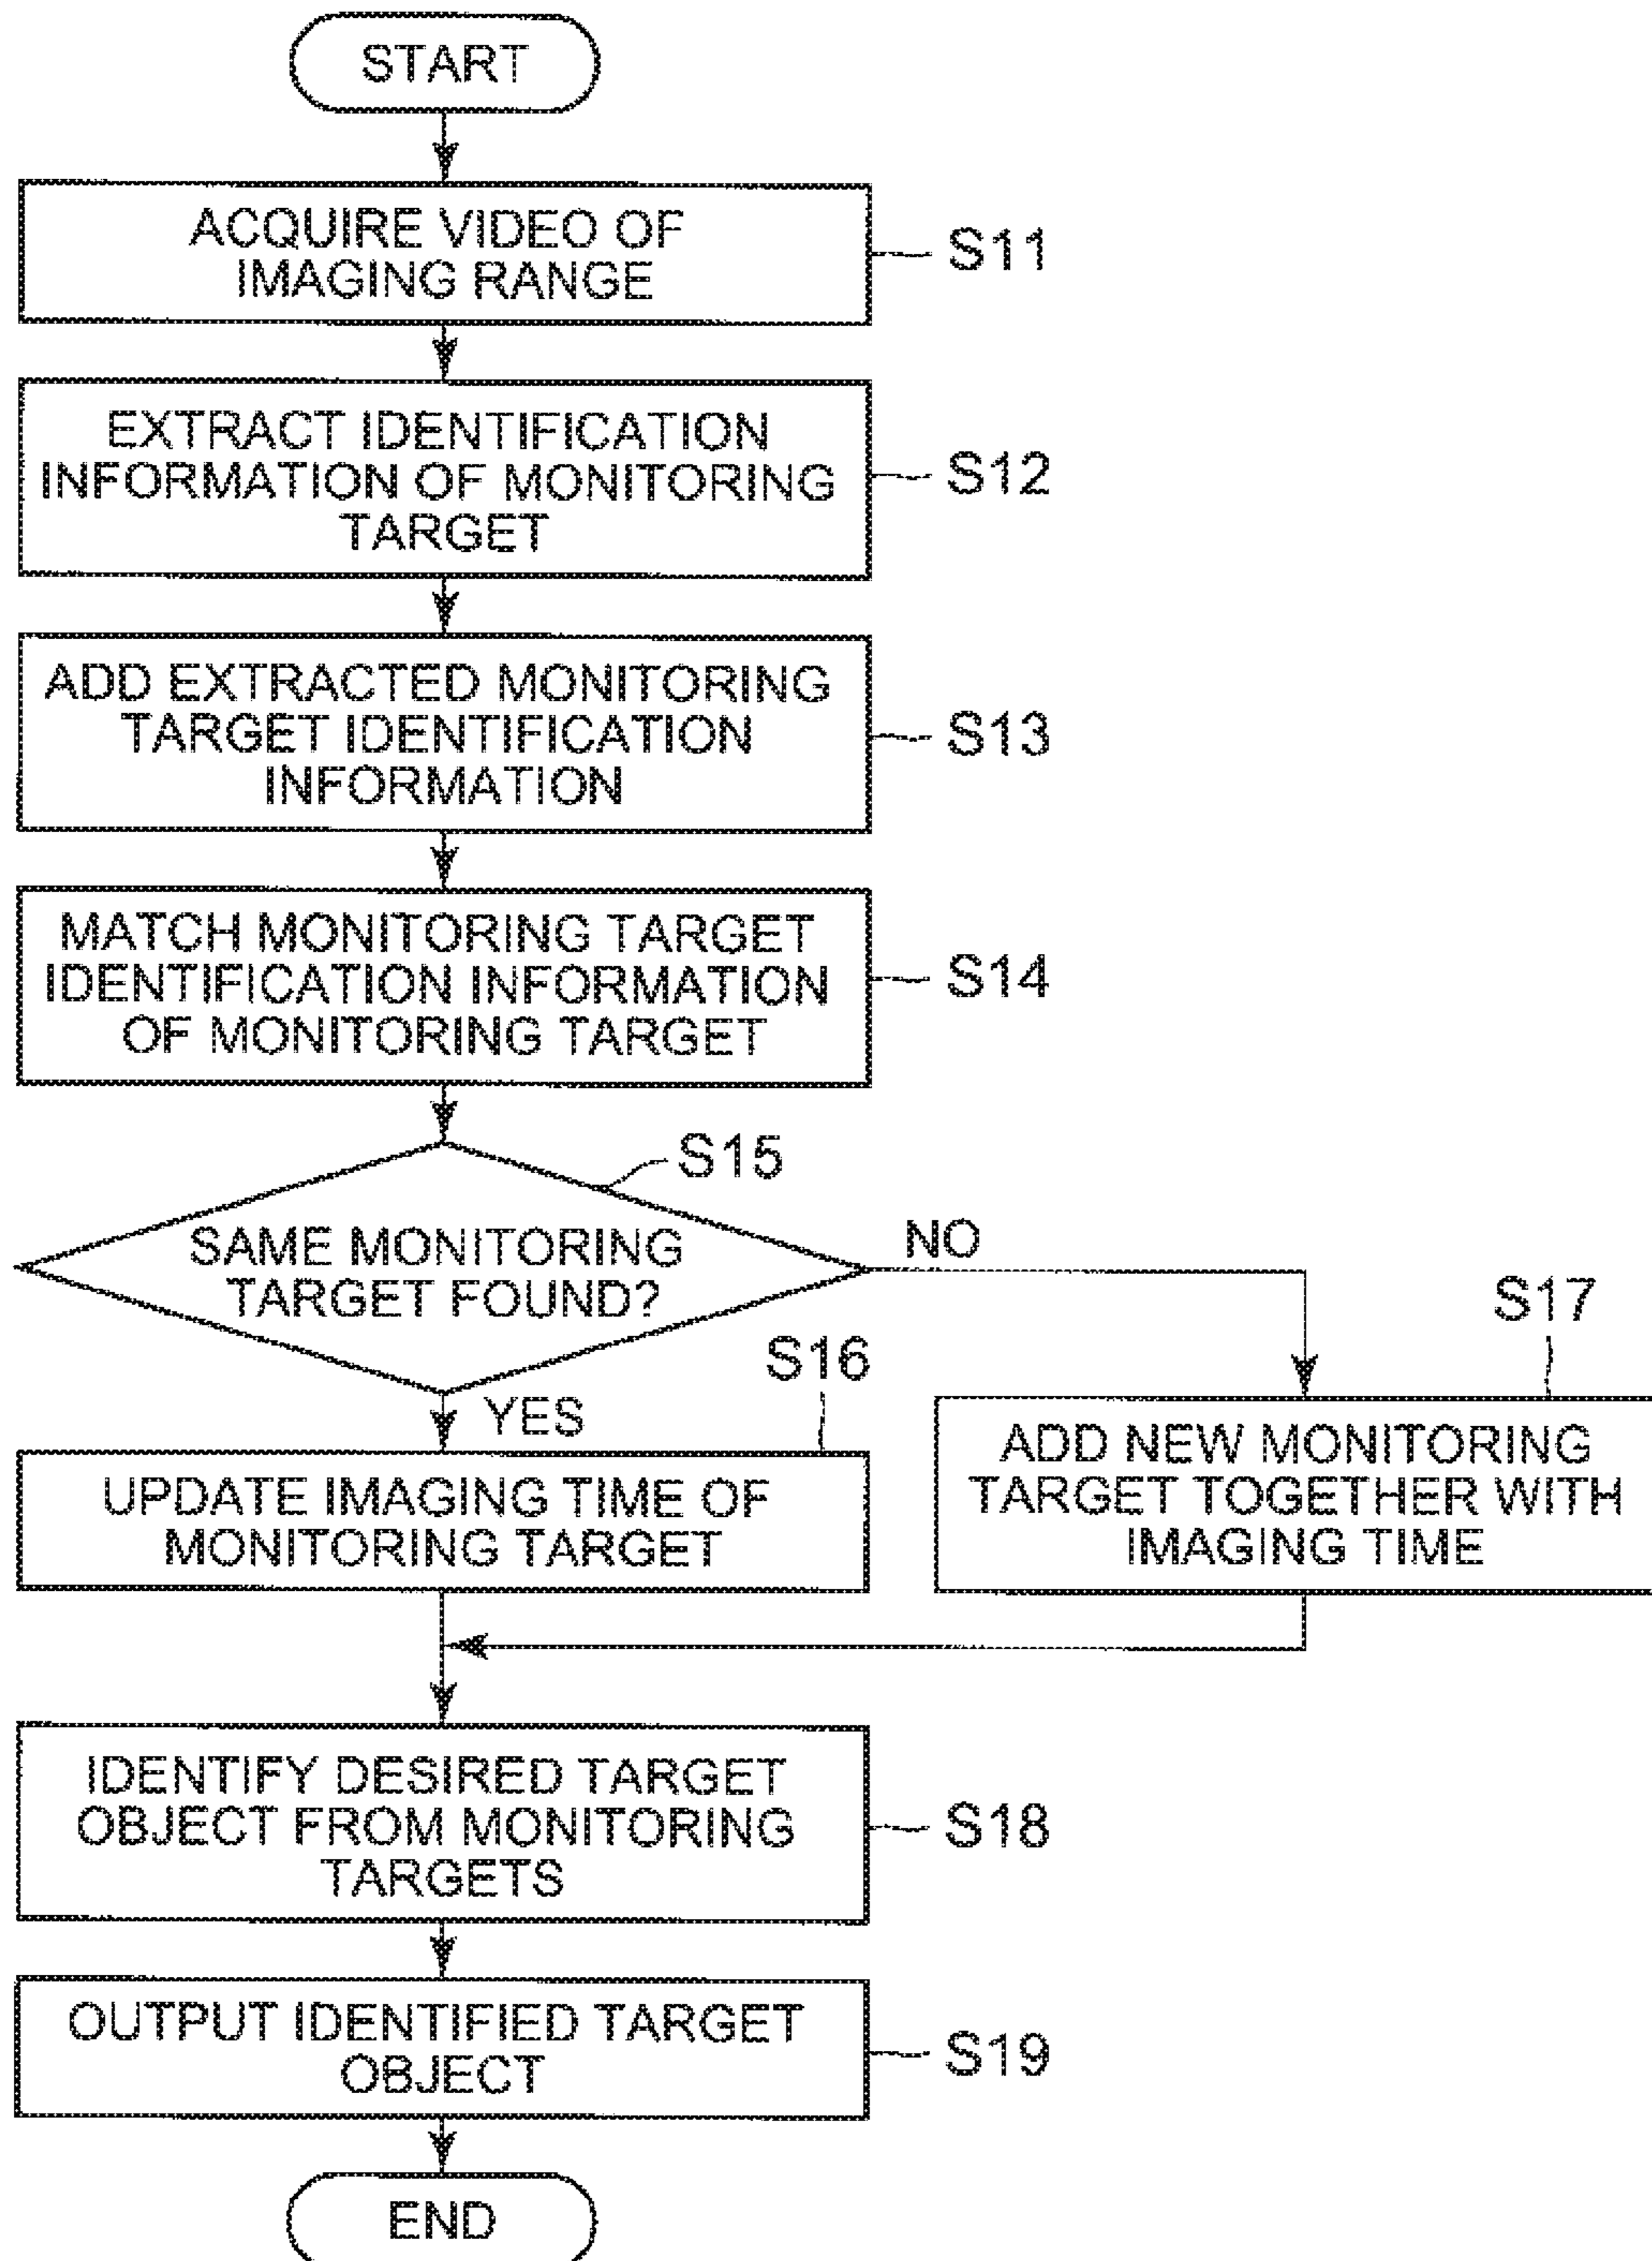 START
ACQUIRE VIDEO OF
IMAGING RANGE
S11
EXTRACT IDENTIFICATION
INFORMATION OF MONITORING
TARGET
S12
ADD EXTRACTED MONITORING
TARGET IDENTIFICATION
INFORMATION
S13
MATCH MONITORING TARGET
IDENTIFICATION INFORMATION
OF MONITORING TARGET
S14
S15
SAME MONITORING
TARGET FOUND?
NO
YES
S16
UPDATE IMAGING TIME OF
MONITORING TARGET
S17
ADD NEW MONITORING
TARGET TOGETHER WITH
IMAGING TIME
IDENTIFY DESIRED TARGET
OBJECT FROM MONITORING
TARGETS
S18
OUTPUT IDENTIFIED TARGET
OBJECT
S19
END